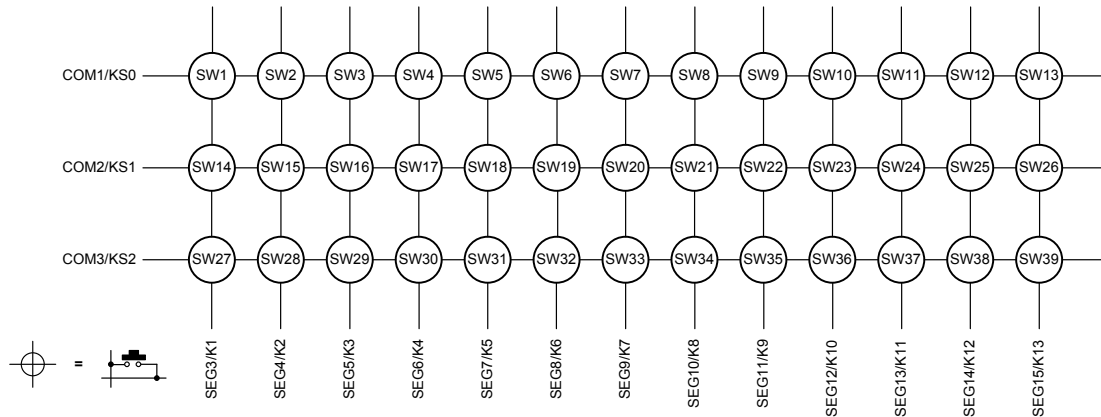 COM1/KS0 SW1 SW2 SW3 SW4 SW5 SW6 SW7 SW8 SW9 SW10 SW11 SW12 SW13
COM2/KS1 SW14 SW15 SW16 SW17 SW18 SW19 SW20 SW21 SW22 SW23 SW24 SW25 SW26
COM3/KS2 SW27 SW28 SW29 SW30 SW31 SW32 SW33 SW34 SW35 SW36 SW37 SW38 SW39
=
SEG3/K1
SEG4/K2
SEG5/K3
SEG6/K4
SEG7/K5
SEG8/K6
SEG9/K7
SEG10/K8
SEG11/K9
SEG12/K10
SEG13/K11
SEG14/K12
SEG15/K13